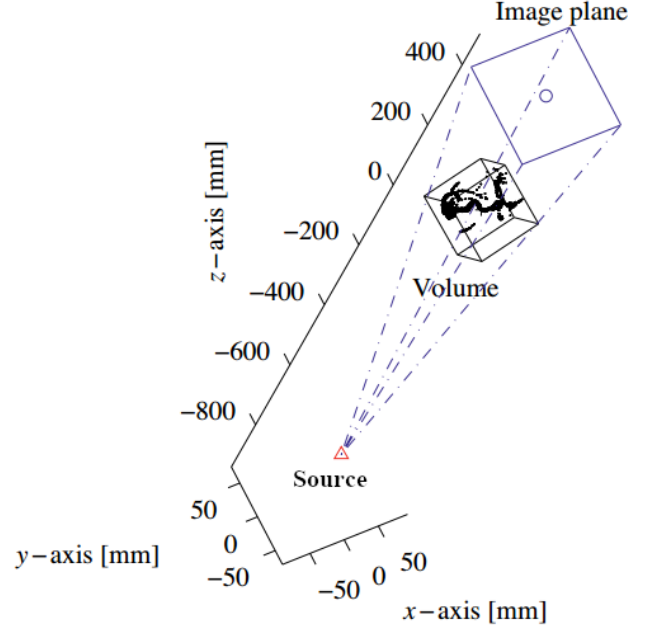 Image plane
400
200
0
−200
−400
−600
−800
z−axis [mm]
Volume
Source
50
0
−50
y−axis [mm]
−50
0
50
x−axis [mm]